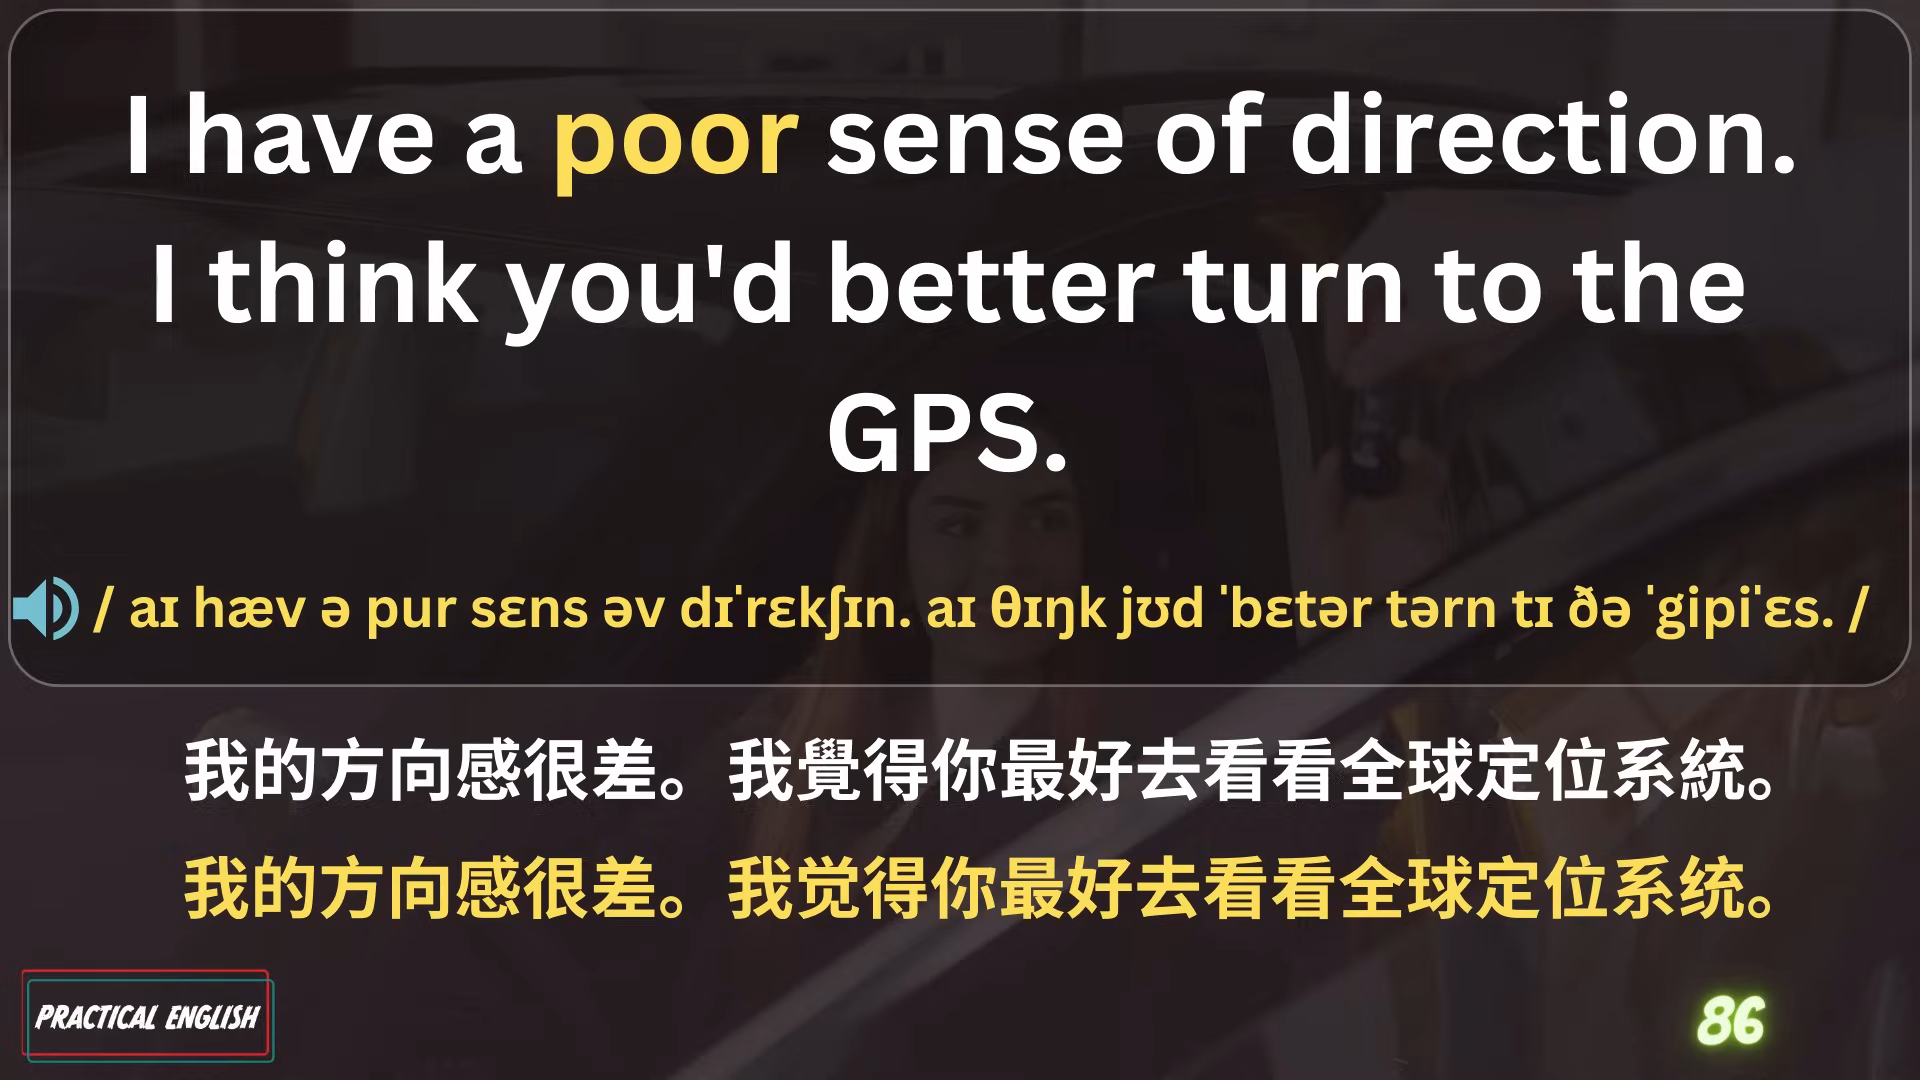 I have a poor sense of direction.
I think you'd better turn to the
GPS.
/ aɪ hæv ə pur sɛns əv dɪˈrɛkʃɪn. aɪ θɪŋk jʊd ˈbɛtər tərn tɪ ðə ˈgipiˈɛs. /
我的方向感很差。我覺得你最好去看看全球定位系統。
我的方向感很差。我觉得你最好去看看全球定位系统。
PRACTICAL ENGLISH
86